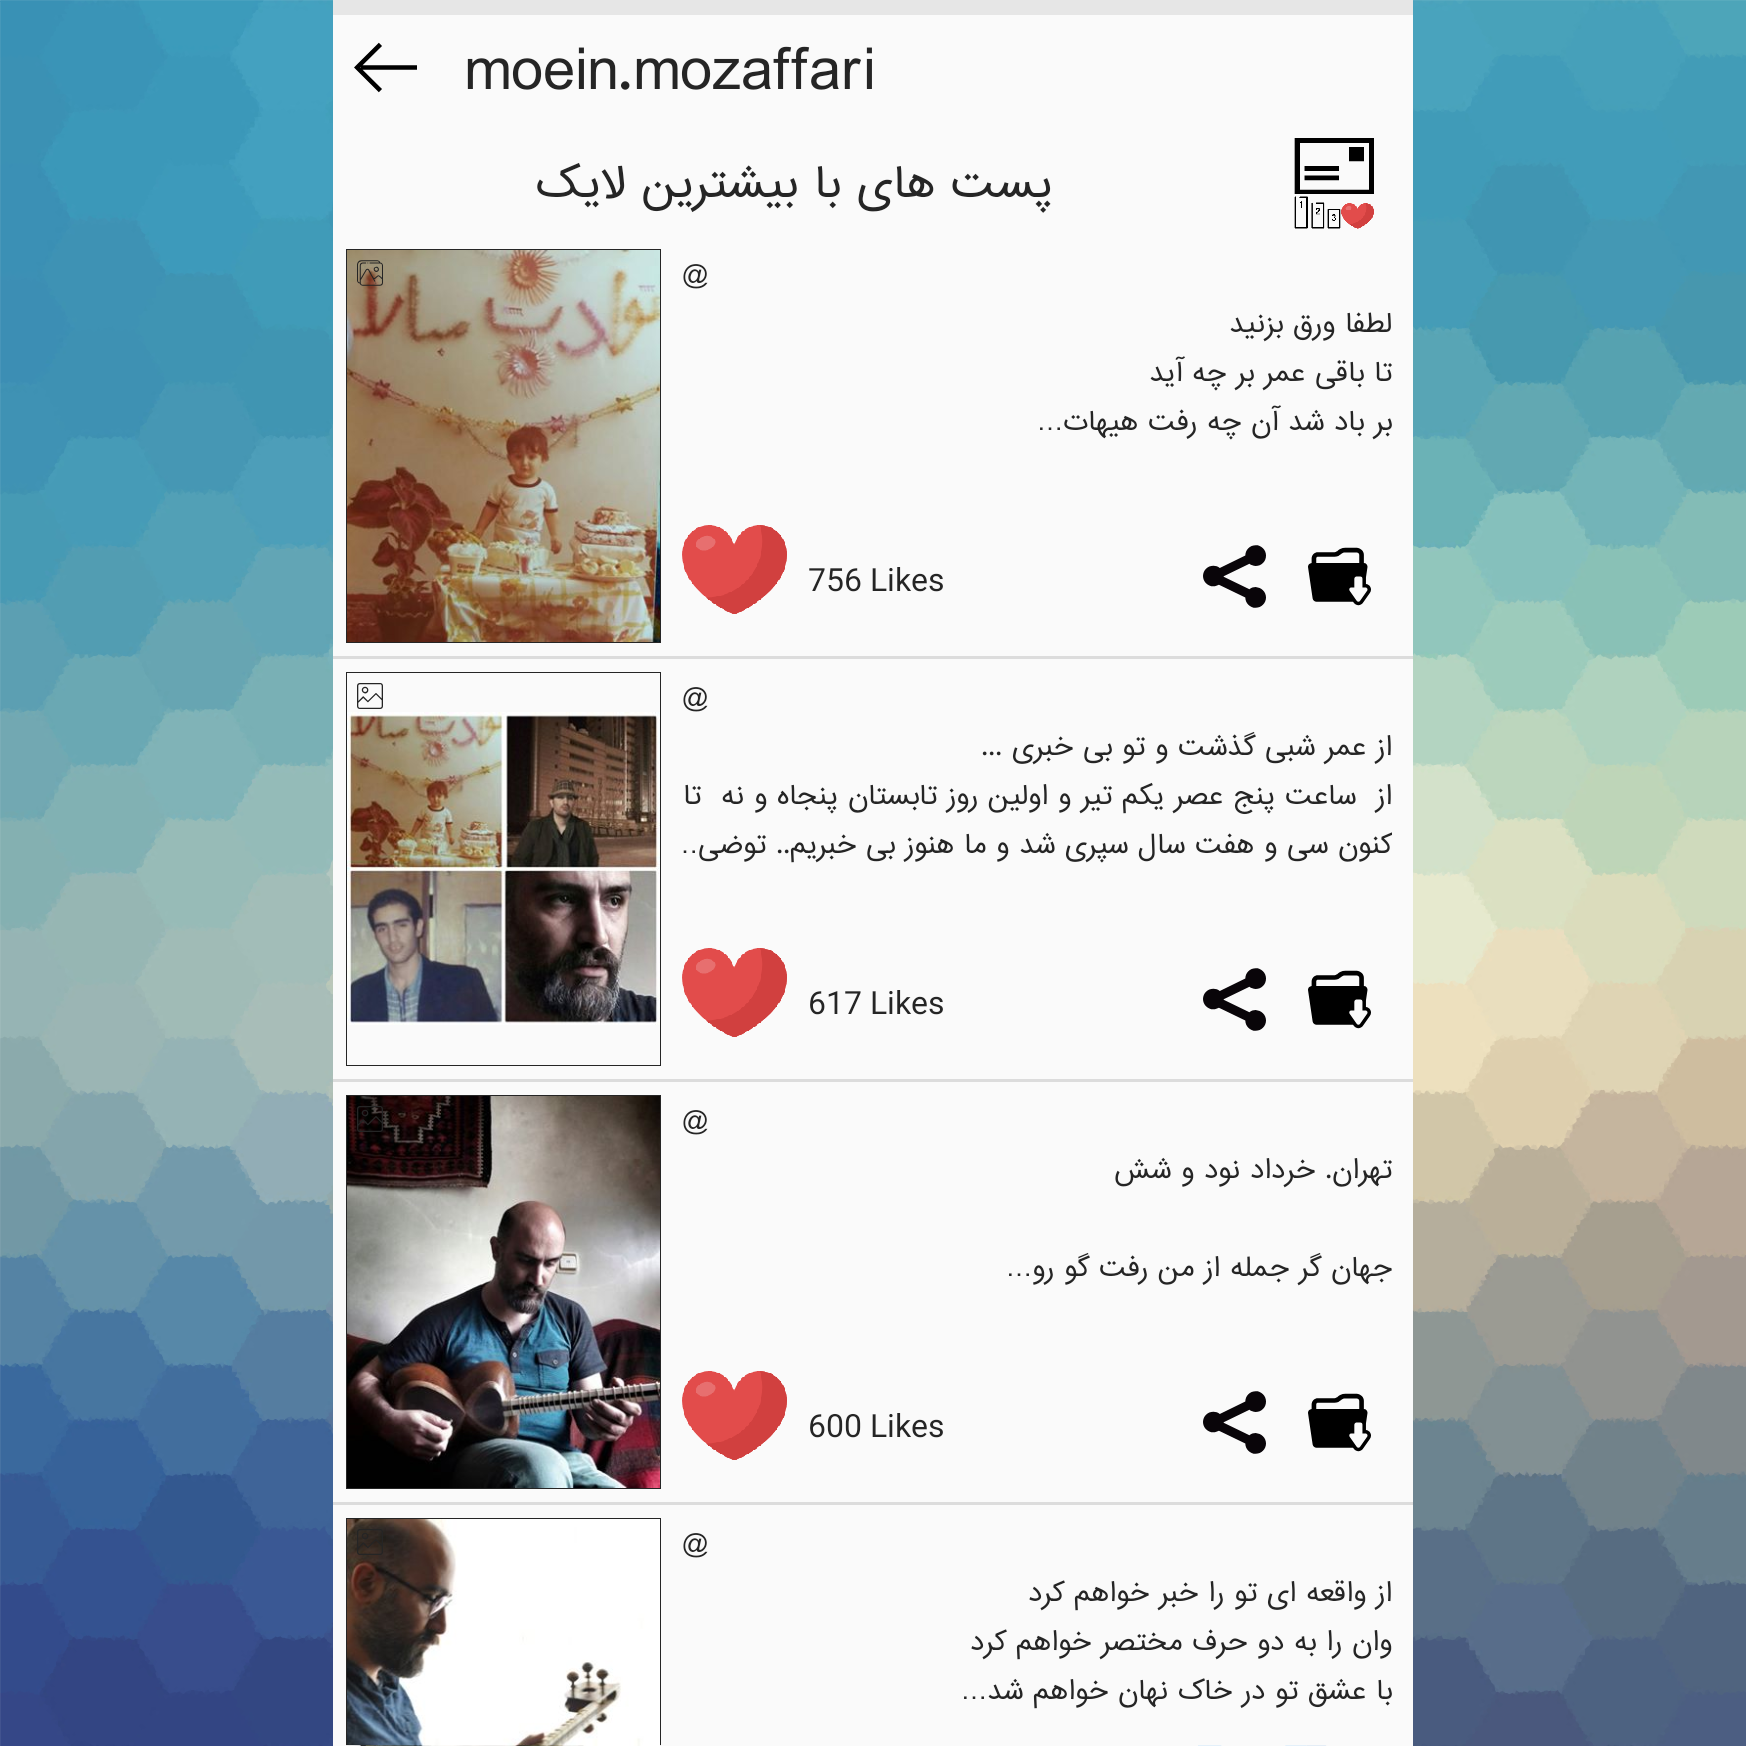 moein.mozaffari
پست های با بیشترین لایک
1 2 3
تولدت مبارک
@
لطفا ورق بزنید
تا باقی عمر بر چه آید
بر باد شد آن چه رفت هیهات...
756 Likes
@
از عمر شبی گذشت و تو بی خبری ...
از ساعت پنج عصر یکم تیر و اولین روز تابستان پنجاه و نه تا
کنون سی و هفت سال سپری شد و ما هنوز بی خبریم.. توضی..
617 Likes
@
تهران. خرداد نود و شش
جهان گر جمله از من رفت گو رو...
600 Likes
@
از واقعه ای تو را خبر خواهم کرد
وان را به دو حرف مختصر خواهم کرد
با عشق تو در خاک نهان خواهم شد...